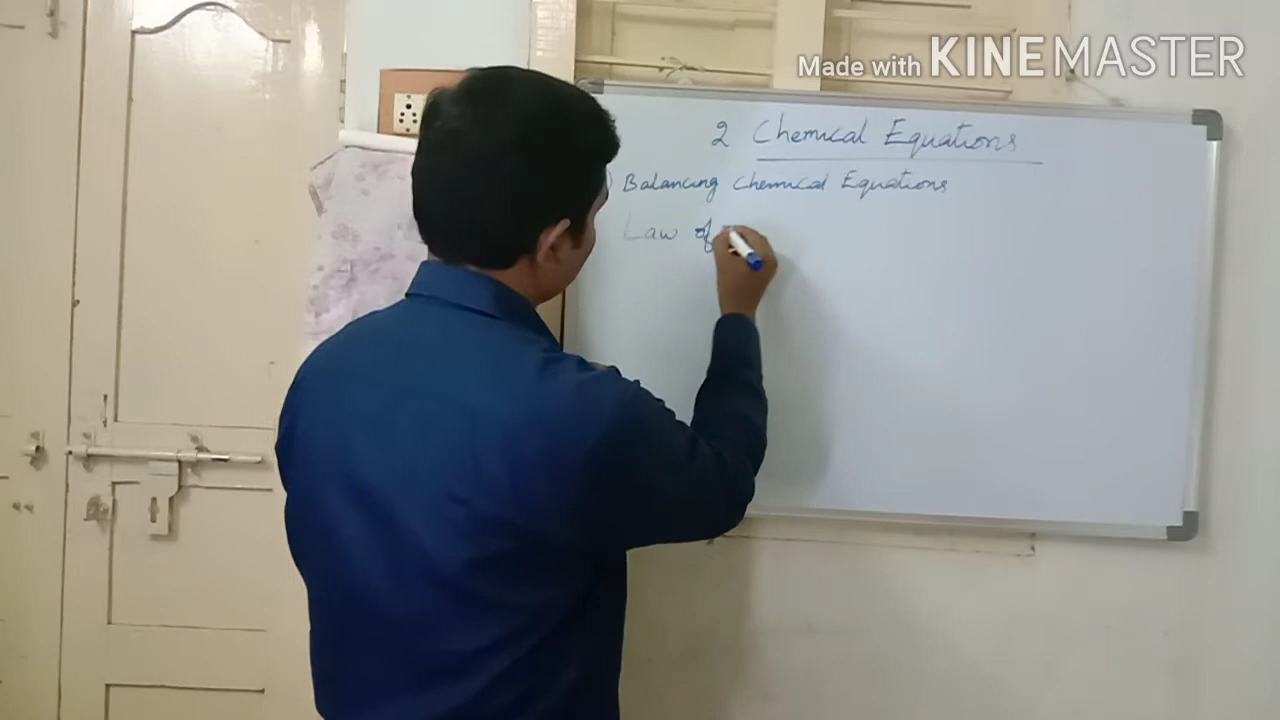 Made with KINEMASTER
2 Chemical Equations
) Balancing Chemical Equations
Law of